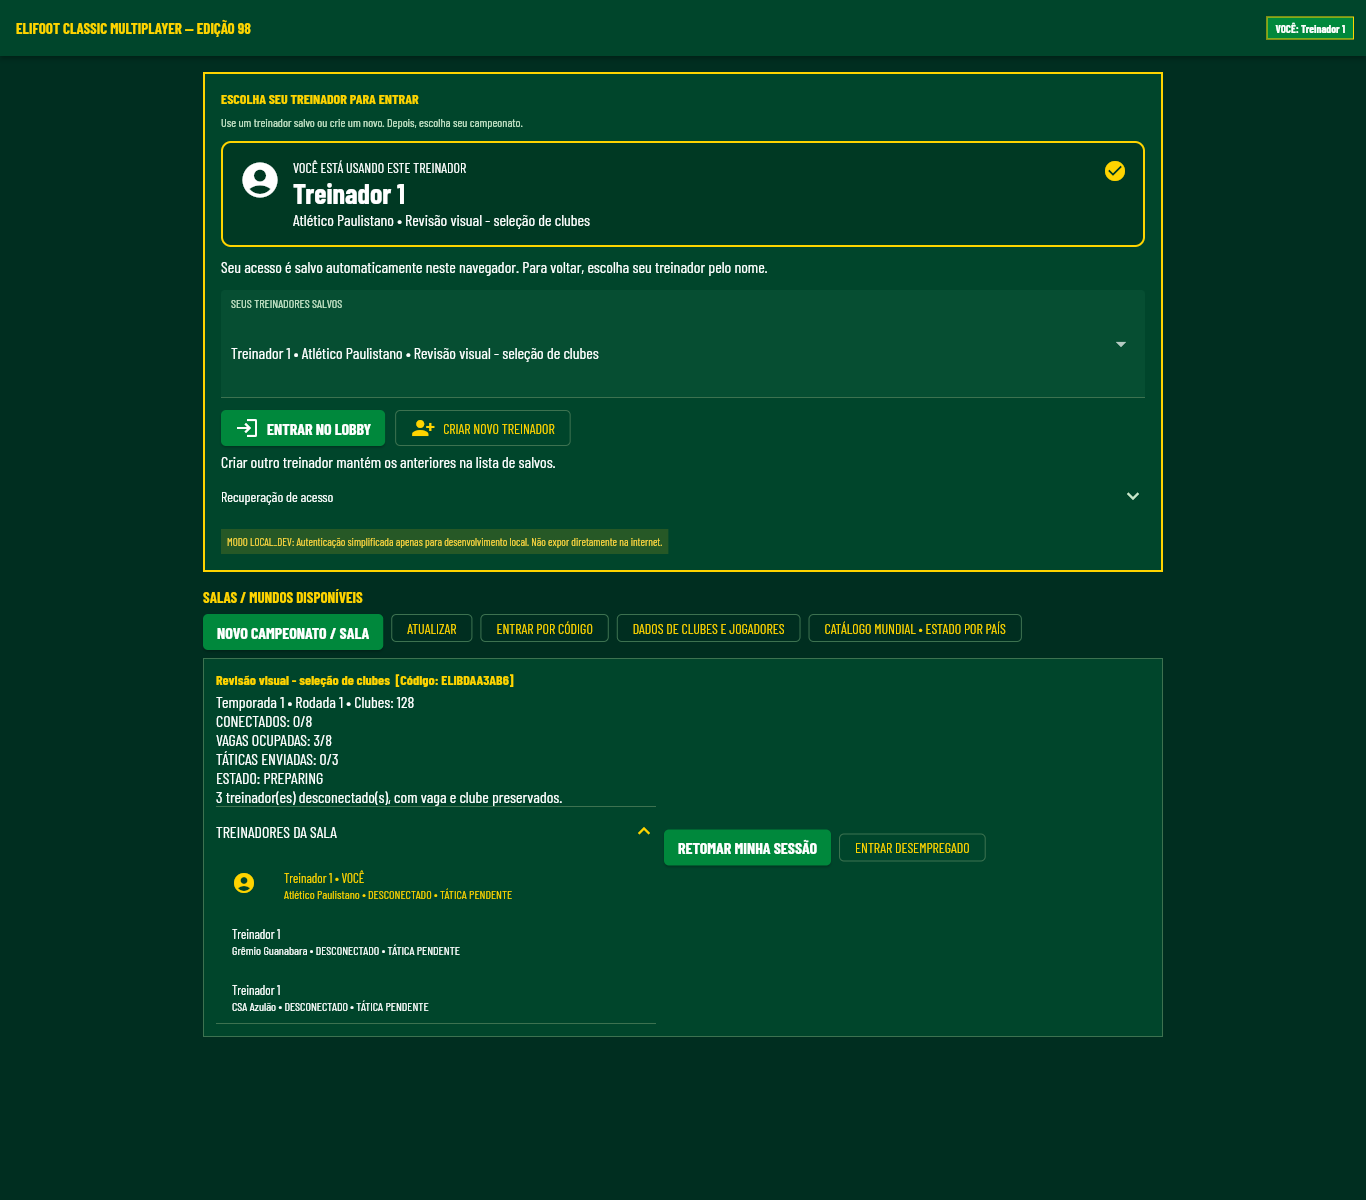 ELIFOOT CLASSIC MULTIPLAYER — EDIÇÃO 98
VOCÊ: Treinador 1
ESCOLHA SEU TREINADOR PARA ENTRAR
Use um treinador salvo ou crie um novo. Depois, escolha seu campeonato.
VOCÊ ESTÁ USANDO ESTE TREINADOR
Treinador 1
Atlético Paulistano • Revisão visual - seleção de clubes
Seu acesso é salvo automaticamente neste navegador. Para voltar, escolha seu treinador pelo nome.
SEUS TREINADORES SALVOS
Treinador 1 • Atlético Paulistano • Revisão visual - seleção de clubes
ENTRAR NO LOBBY
CRIAR NOVO TREINADOR
Criar outro treinador mantém os anteriores na lista de salvos.
Recuperação de acesso
MODO LOCAL_DEV: Autenticação simplificada apenas para desenvolvimento local. Não expor diretamente na internet.
SALAS / MUNDOS DISPONÍVEIS
NOVO CAMPEONATO / SALA
ATUALIZAR
ENTRAR POR CÓDIGO
DADOS DE CLUBES E JOGADORES
CATÁLOGO MUNDIAL • ESTADO POR PAÍS
Revisão visual - seleção de clubes [Código: ELIBDAA3AB6]
Temporada 1 • Rodada 1 • Clubes: 128
CONECTADOS: 0/8
VAGAS OCUPADAS: 3/8
TÁTICAS ENVIADAS: 0/3
ESTADO: PREPARING
3 treinador(es) desconectado(s), com vaga e clube preservados.
TREINADORES DA SALA
RETOMAR MINHA SESSÃO
ENTRAR DESEMPREGADO
Treinador 1 • VOCÊ
Atlético Paulistano • DESCONECTADO • TÁTICA PENDENTE
Treinador 1
Grêmio Guanabara • DESCONECTADO • TÁTICA PENDENTE
Treinador 1
CSA Azulão • DESCONECTADO • TÁTICA PENDENTE